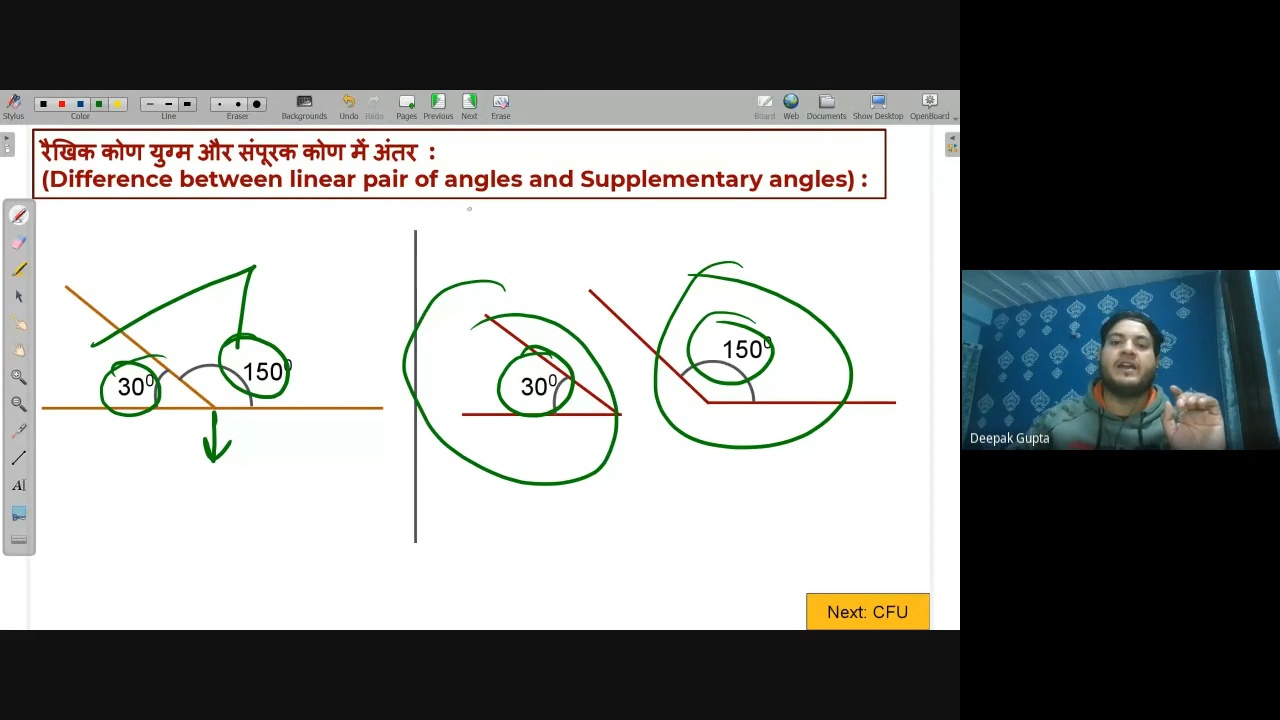 Stylus
Color
Line
Eraser
Backgrounds
Undo
Redo
Pages
Previous
Next
Erase
Board
Web
Documents
Show Desktop
OpenBoard
रैखिक कोण युग्म और संपूरक कोण में अंतर :
(Difference between linear pair of angles and Supplementary angles) :
30⁰
150⁰
30⁰
150⁰
Deepak Gupta
Next: CFU